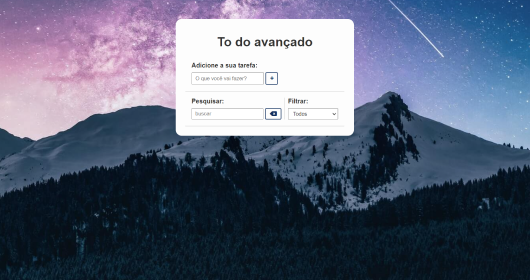 To do avançado
Adicione a sua tarefa:
O que você vai fazer?
+
Pesquisar:
Filtrar:
buscar
Todos